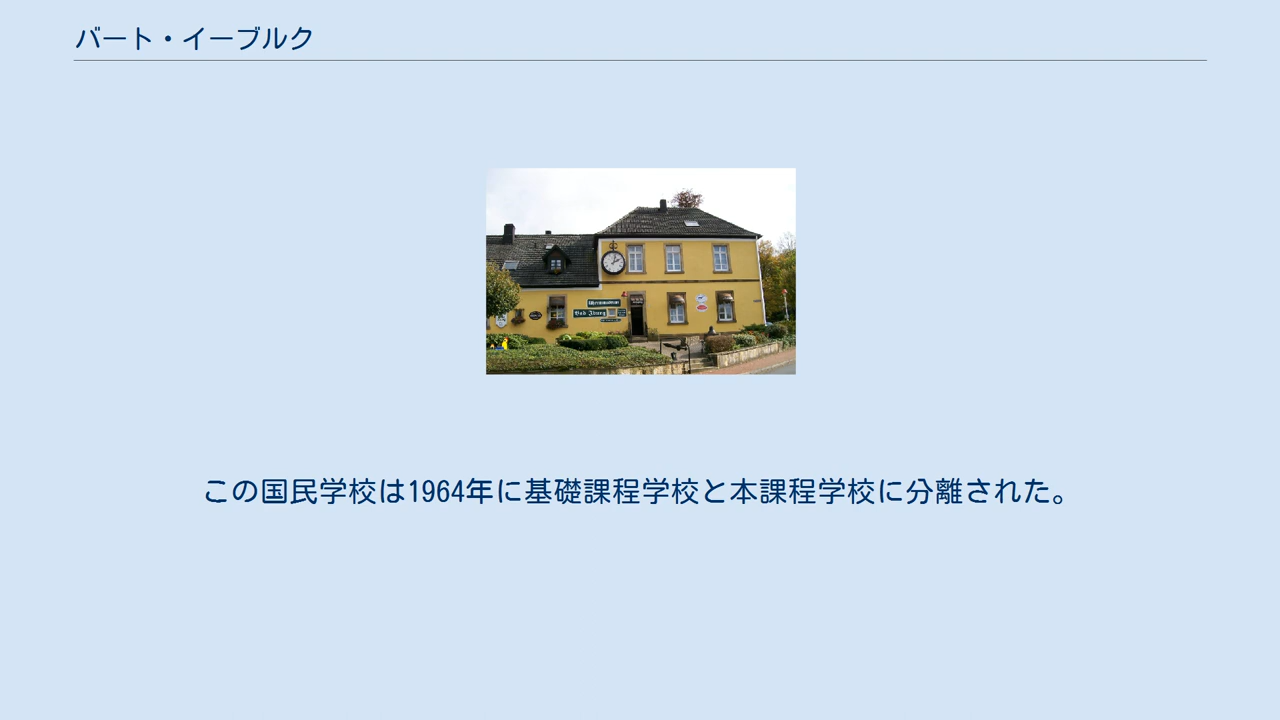 バート・イーブルク
Bad Iburg
この国民学校は1964年に基礎課程学校と本課程学校に分離された。